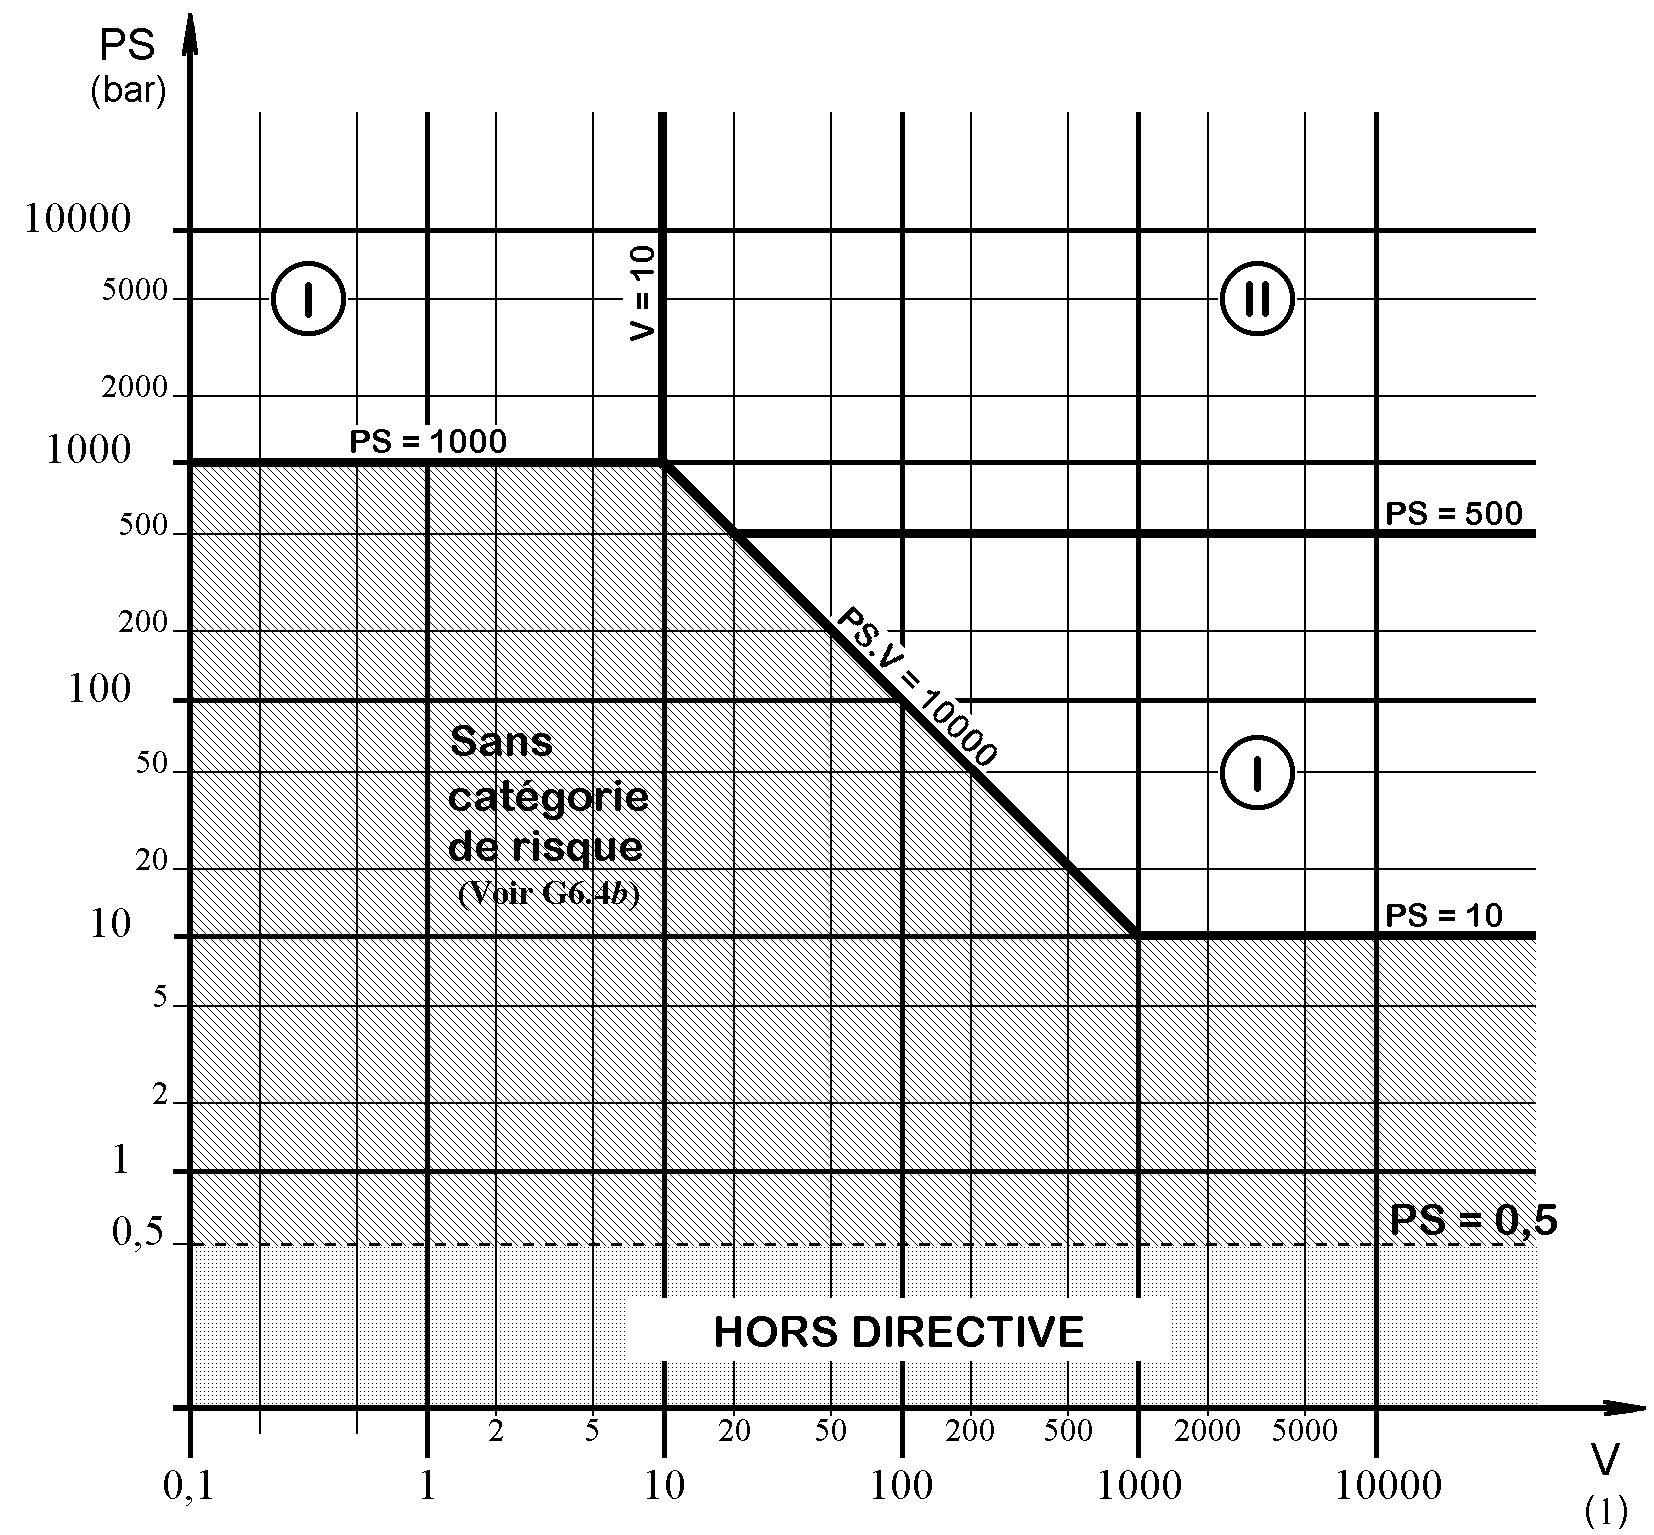 PS
(bar)
10000
5000
I
V = 10
II
2000
1000
PS = 1000
500
PS = 500
200
PS.V = 10000
100
Sans
50
I
catégorie
de risque
20
(Voir G6.4b)
10
PS = 10
5
2
1
0,5
PS = 0,5
HORS DIRECTIVE
2 5 20 50 200 500 2000 5000
0,1 1 10 100 1000 10000
V
(l)